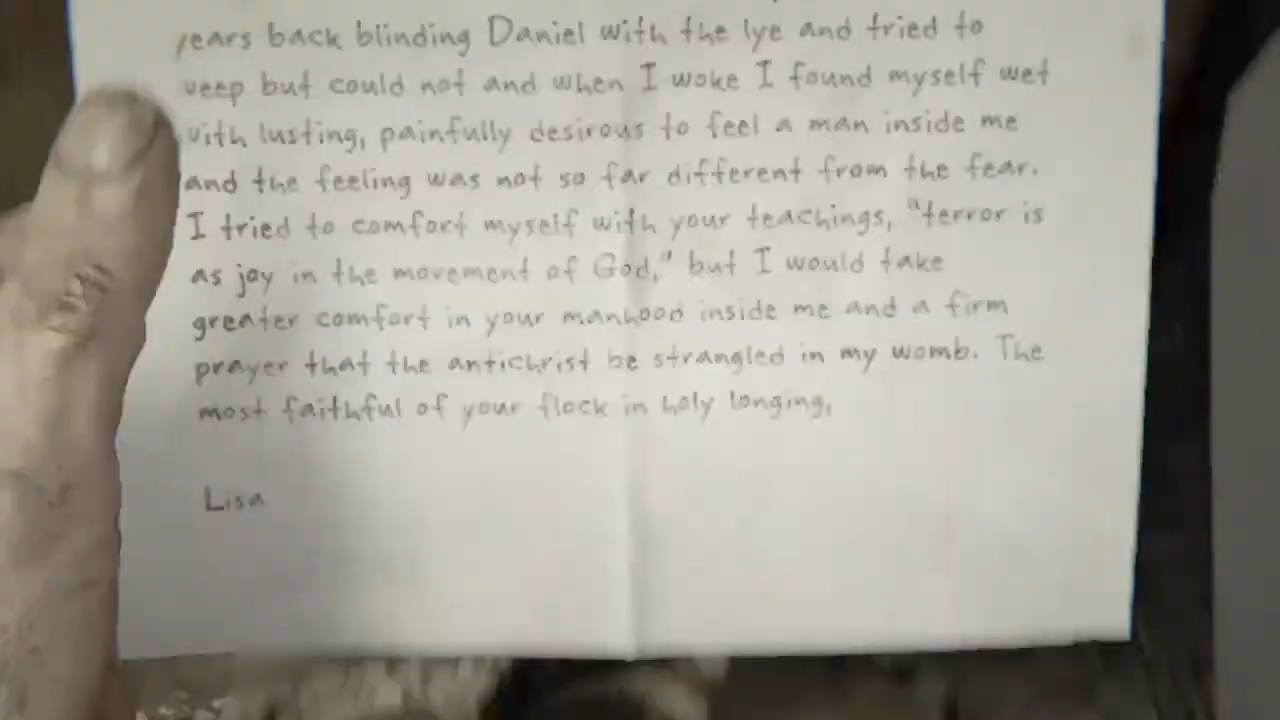 years back blinding Daniel with the lye and tried to
weep but could not and when I woke I found myself wet
with lusting, painfully desirous to feel a man inside me
and the feeling was not so far different from the fear.
I tried to comfort myself with your teachings, "terror is
as joy in the movement of God," but I would take
greater comfort in your manhood inside me and a firm
prayer that the antichrist be strangled in my womb. The
most faithful of your flock in holy longing,
Lisa